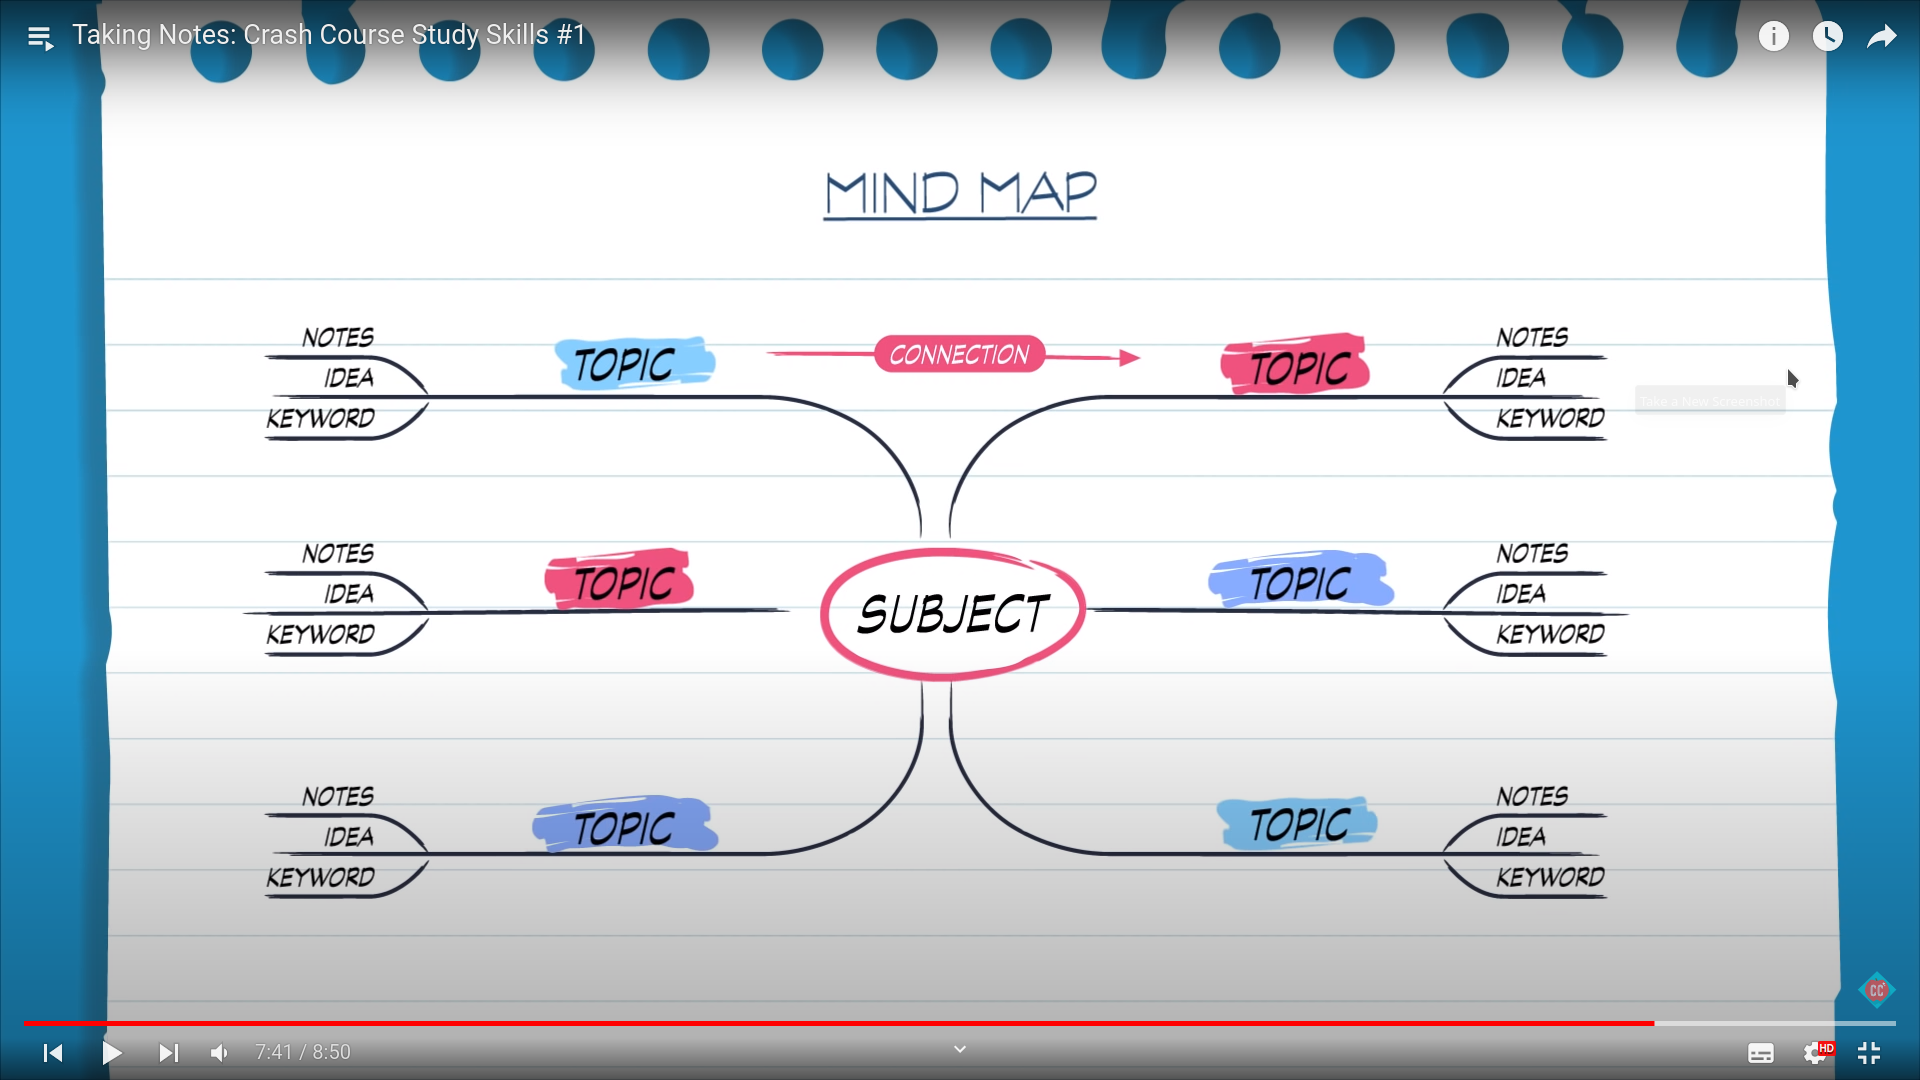 Taking Notes: Crash Course Study Skills #1
MIND MAP
NOTES
IDEA
KEYWORD
TOPIC
CONNECTION
TOPIC
NOTES
IDEA
KEYWORD
Take a New Screenshot
NOTES
IDEA
KEYWORD
TOPIC
SUBJECT
TOPIC
NOTES
IDEA
KEYWORD
NOTES
IDEA
KEYWORD
TOPIC
TOPIC
NOTES
IDEA
KEYWORD
CC
7:41 / 8:50
HD